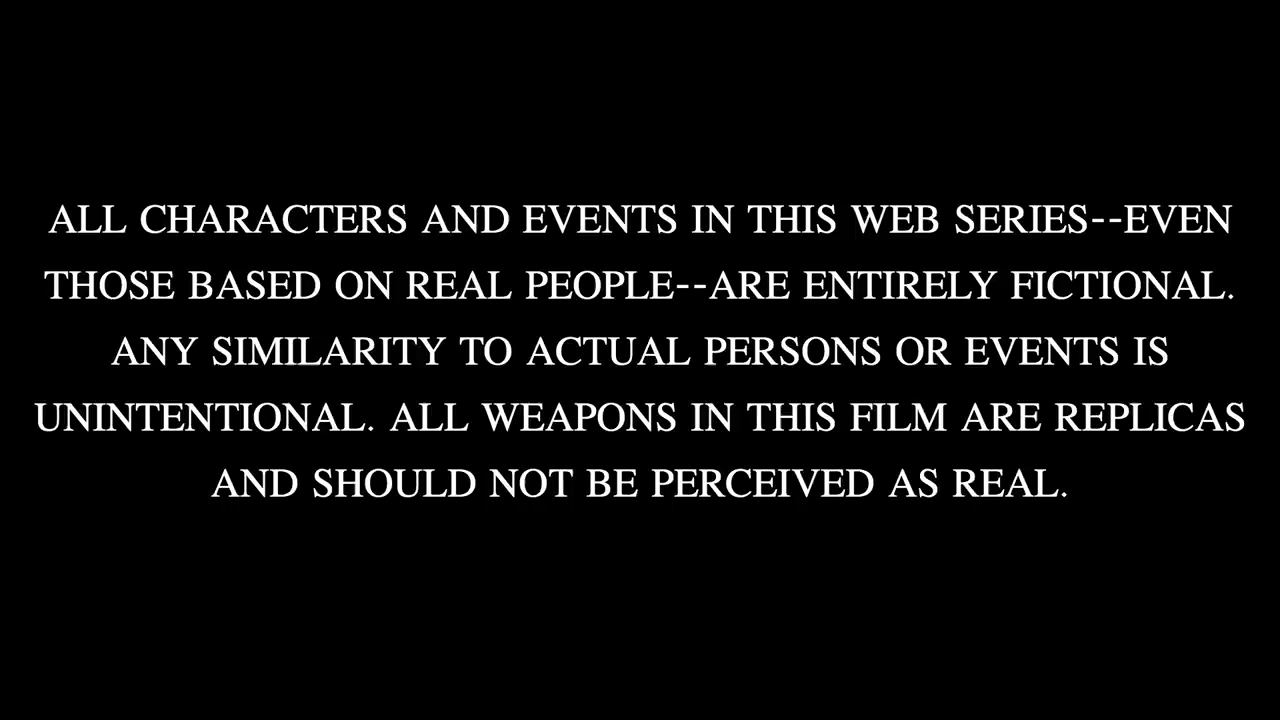 ALL CHARACTERS AND EVENTS IN THIS WEB SERIES--EVEN
THOSE BASED ON REAL PEOPLE--ARE ENTIRELY FICTIONAL.
ANY SIMILARITY TO ACTUAL PERSONS OR EVENTS IS
UNINTENTIONAL. ALL WEAPONS IN THIS FILM ARE REPLICAS
AND SHOULD NOT BE PERCEIVED AS REAL.